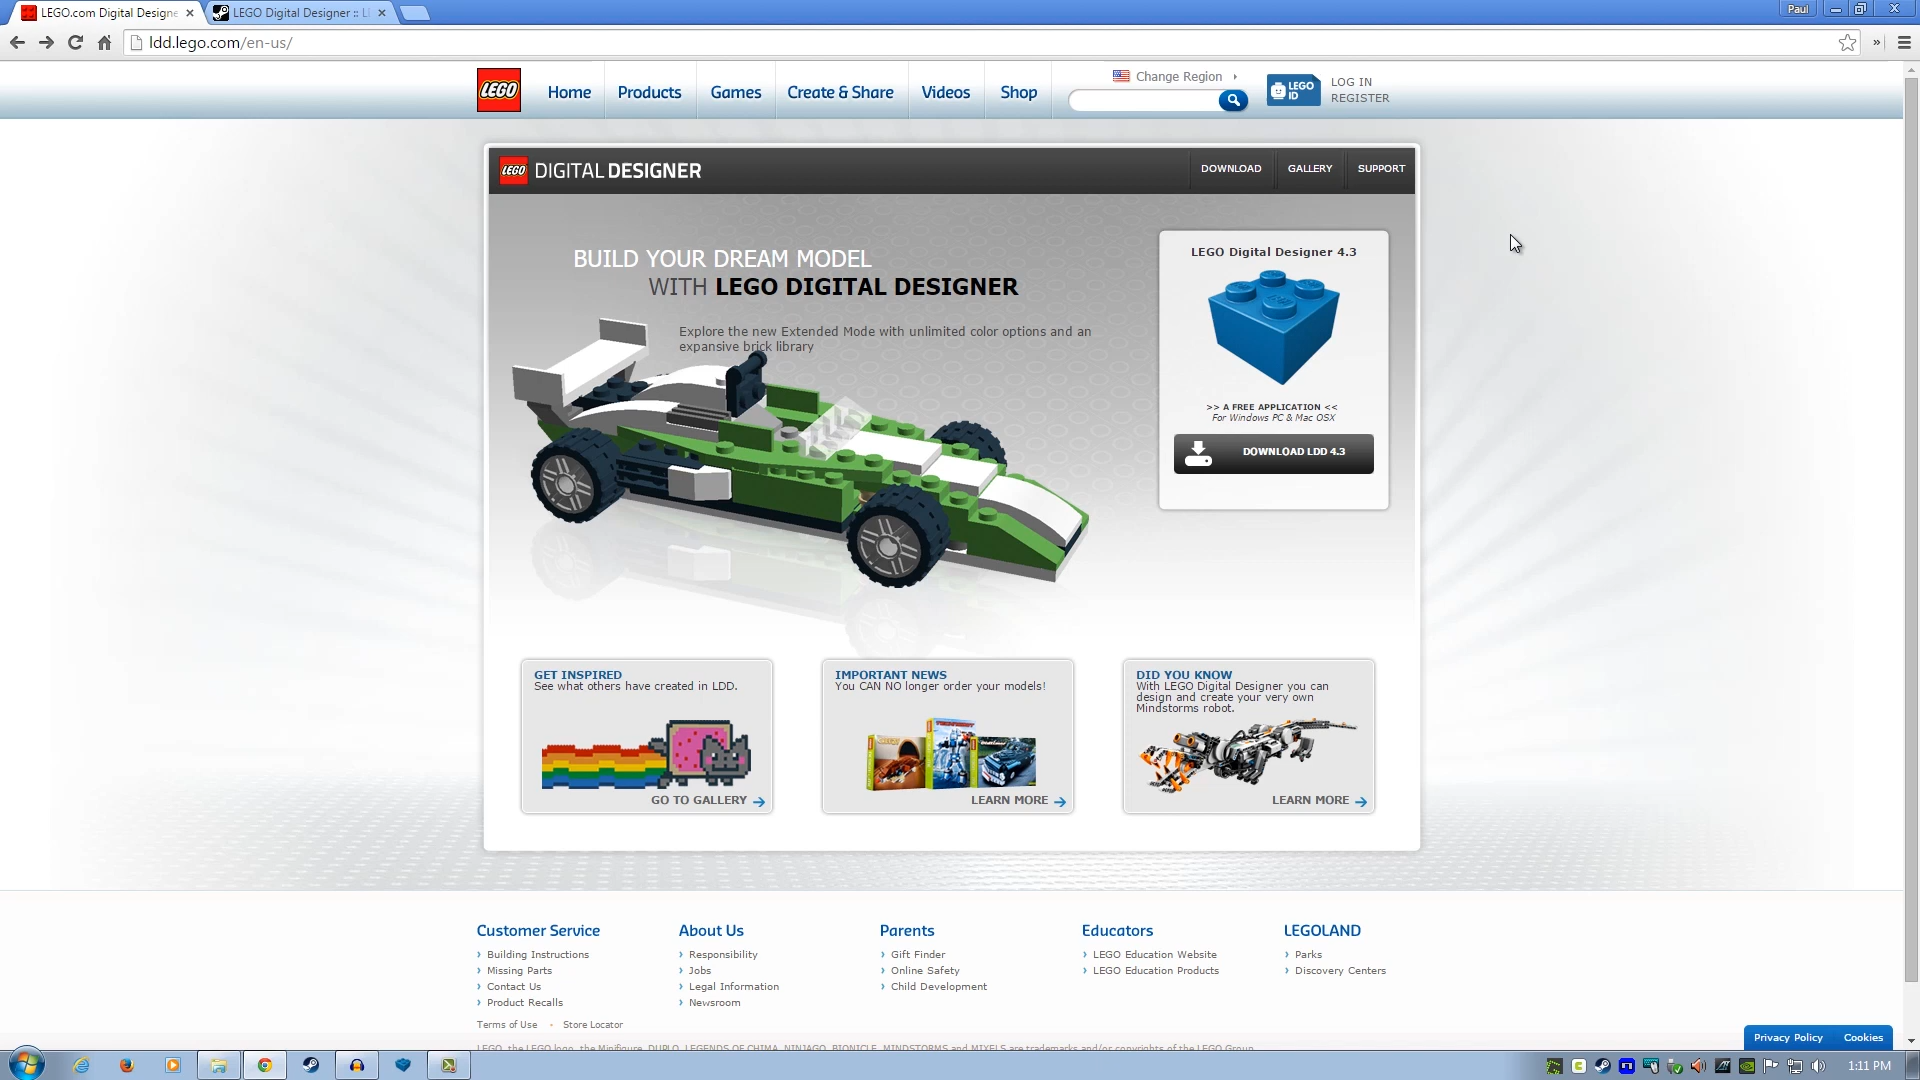 LEGO.com Digital Designe
LEGO Digital Designer :: L
Paul
ldd.lego.com/en-us/
LEGO
Home
Products
Games
Create & Share
Videos
Shop
Change Region
LEGO ID
LOG IN
REGISTER
LEGO DIGITAL DESIGNER
DOWNLOAD
GALLERY
SUPPORT
BUILD YOUR DREAM MODEL
WITH LEGO DIGITAL DESIGNER
Explore the new Extended Mode with unlimited color options and an
expansive brick library
LEGO Digital Designer 4.3
>> A FREE APPLICATION <<
For Windows PC & Mac OSX
DOWNLOAD LDD 4.3
GET INSPIRED
See what others have created in LDD.
GO TO GALLERY
IMPORTANT NEWS
You CAN NO longer order your models!
LEARN MORE
DID YOU KNOW
With LEGO Digital Designer you can
design and create your very own
Mindstorms robot.
LEARN MORE
Customer Service
Building Instructions
Missing Parts
Contact Us
Product Recalls
About Us
Responsibility
Jobs
Legal Information
Newsroom
Parents
Gift Finder
Online Safety
Child Development
Educators
LEGO Education Website
LEGO Education Products
LEGOLAND
Parks
Discovery Centers
Terms of Use • Store Locator
LEGO, the LEGO logo, the Minifigure, DUPLO, LEGENDS OF CHIMA, NINJAGO, BIONICLE, MINDSTORMS and MIXELS are trademarks and/or copyrights of the LEGO Group.
Privacy Policy
Cookies
1:11 PM